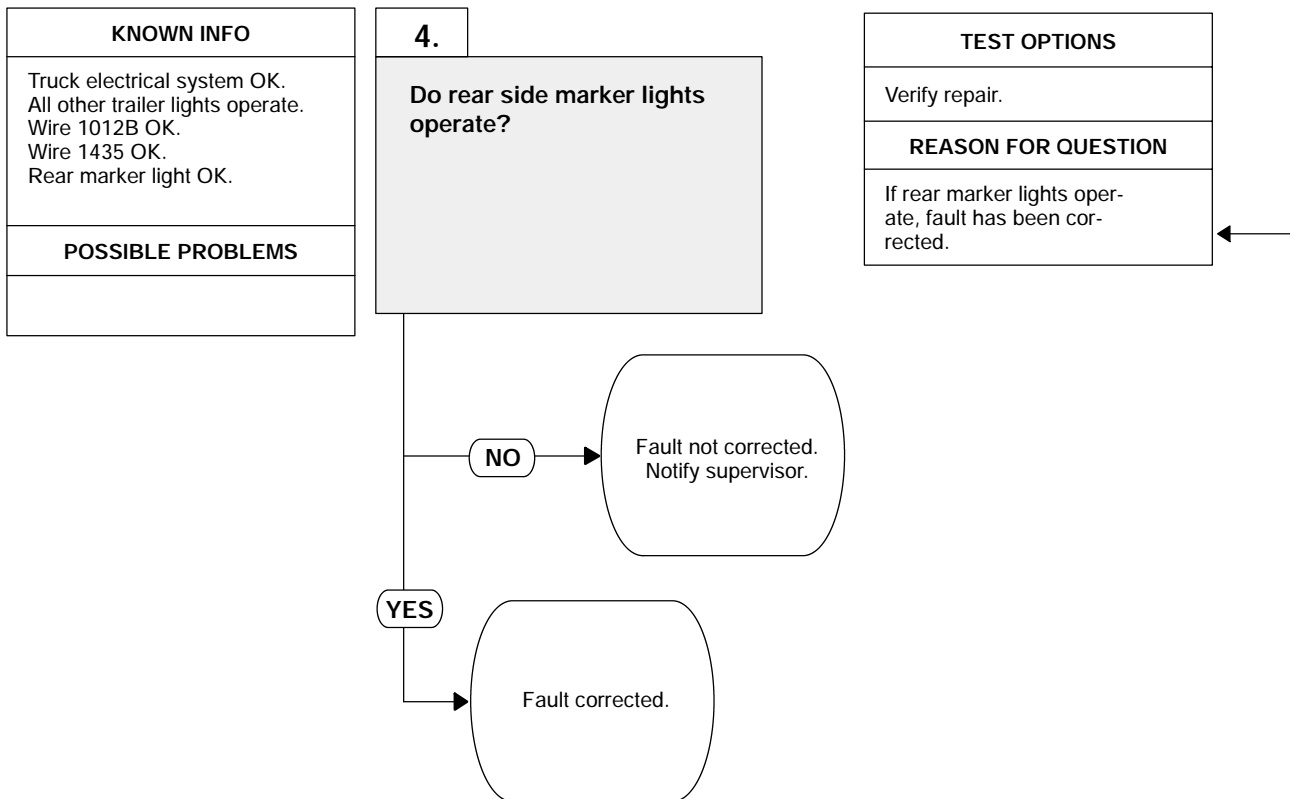 KNOWN INFO
Truck electrical system OK.
All other trailer lights operate.
Wire 1012B OK.
Wire 1435 OK.
Rear marker light OK.
POSSIBLE PROBLEMS
4.
Do rear side marker lights
operate?
TEST OPTIONS
Verify repair.
REASON FOR QUESTION
If rear marker lights oper-
ate, fault has been cor-
rected.
NO
Fault not corrected.
Notify supervisor.
YES
Fault corrected.